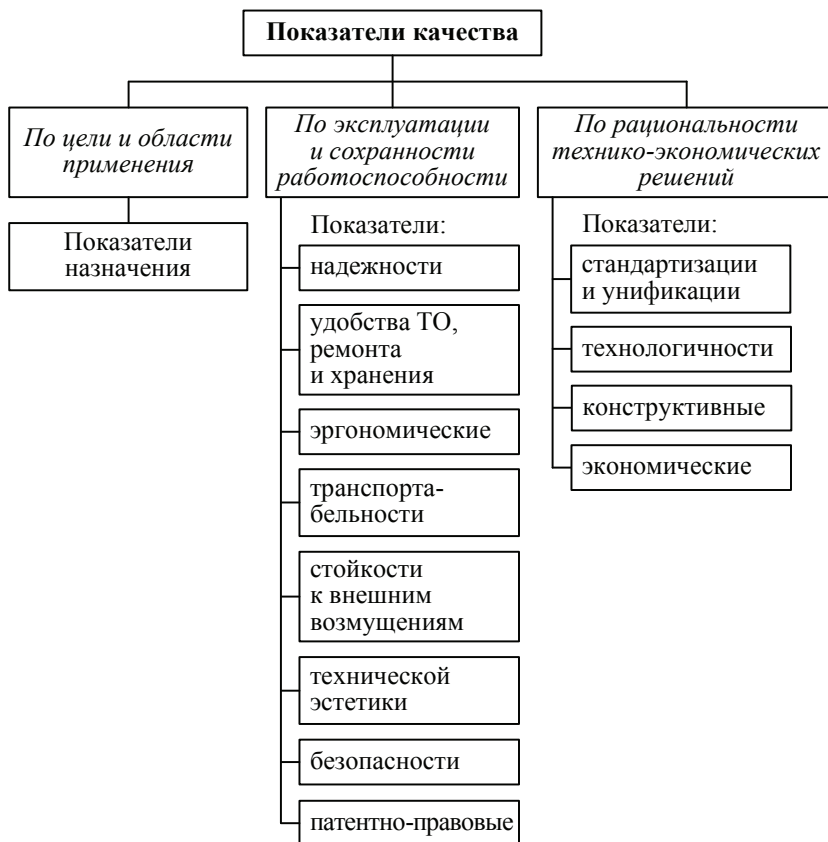 Показатели качества
По цели и области
применения
Показатели
назначения
По эксплуатации
и сохранности
работоспособности
Показатели:
надежности
удобства ТО,
ремонта
и хранения
эргономические
транспорта-
бельности
стойкости
к внешним
возмущениям
технической
эстетики
безопасности
патентно-правовые
По рациональности
технико-экономических
решений
Показатели:
стандартизации
и унификации
технологичности
конструктивные
экономические